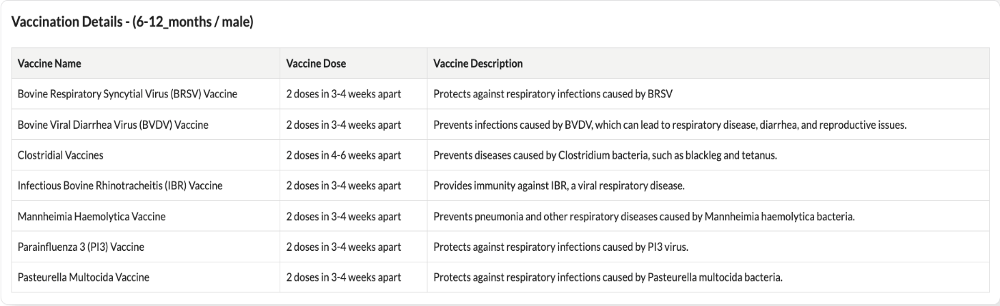 Vaccination Details - (6-12_months / male)
Vaccine Name Vaccine Dose Vaccine Description
Bovine Respiratory Syncytial Virus (BRSV) Vaccine 2 doses in 3-4 weeks apart Protects against respiratory infections caused by BRSV
Bovine Viral Diarrhea Virus (BVDV) Vaccine 2 doses in 3-4 weeks apart Prevents infections caused by BVDV, which can lead to respiratory disease, diarrhea, and reproductive issues.
Clostridial Vaccines 2 doses in 4-6 weeks apart Prevents diseases caused by Clostridium bacteria, such as blackleg and tetanus.
Infectious Bovine Rhinotracheitis (IBR) Vaccine 2 doses in 3-4 weeks apart Provides immunity against IBR, a viral respiratory disease.
Mannheimia Haemolytica Vaccine 2 doses in 3-4 weeks apart Prevents pneumonia and other respiratory diseases caused by Mannheimia haemolytica bacteria.
Parainfluenza 3 (PI3) Vaccine 2 doses in 3-4 weeks apart Protects against respiratory infections caused by PI3 virus.
Pasteurella Multocida Vaccine 2 doses in 3-4 weeks apart Protects against respiratory infections caused by Pasteurella multocida bacteria.